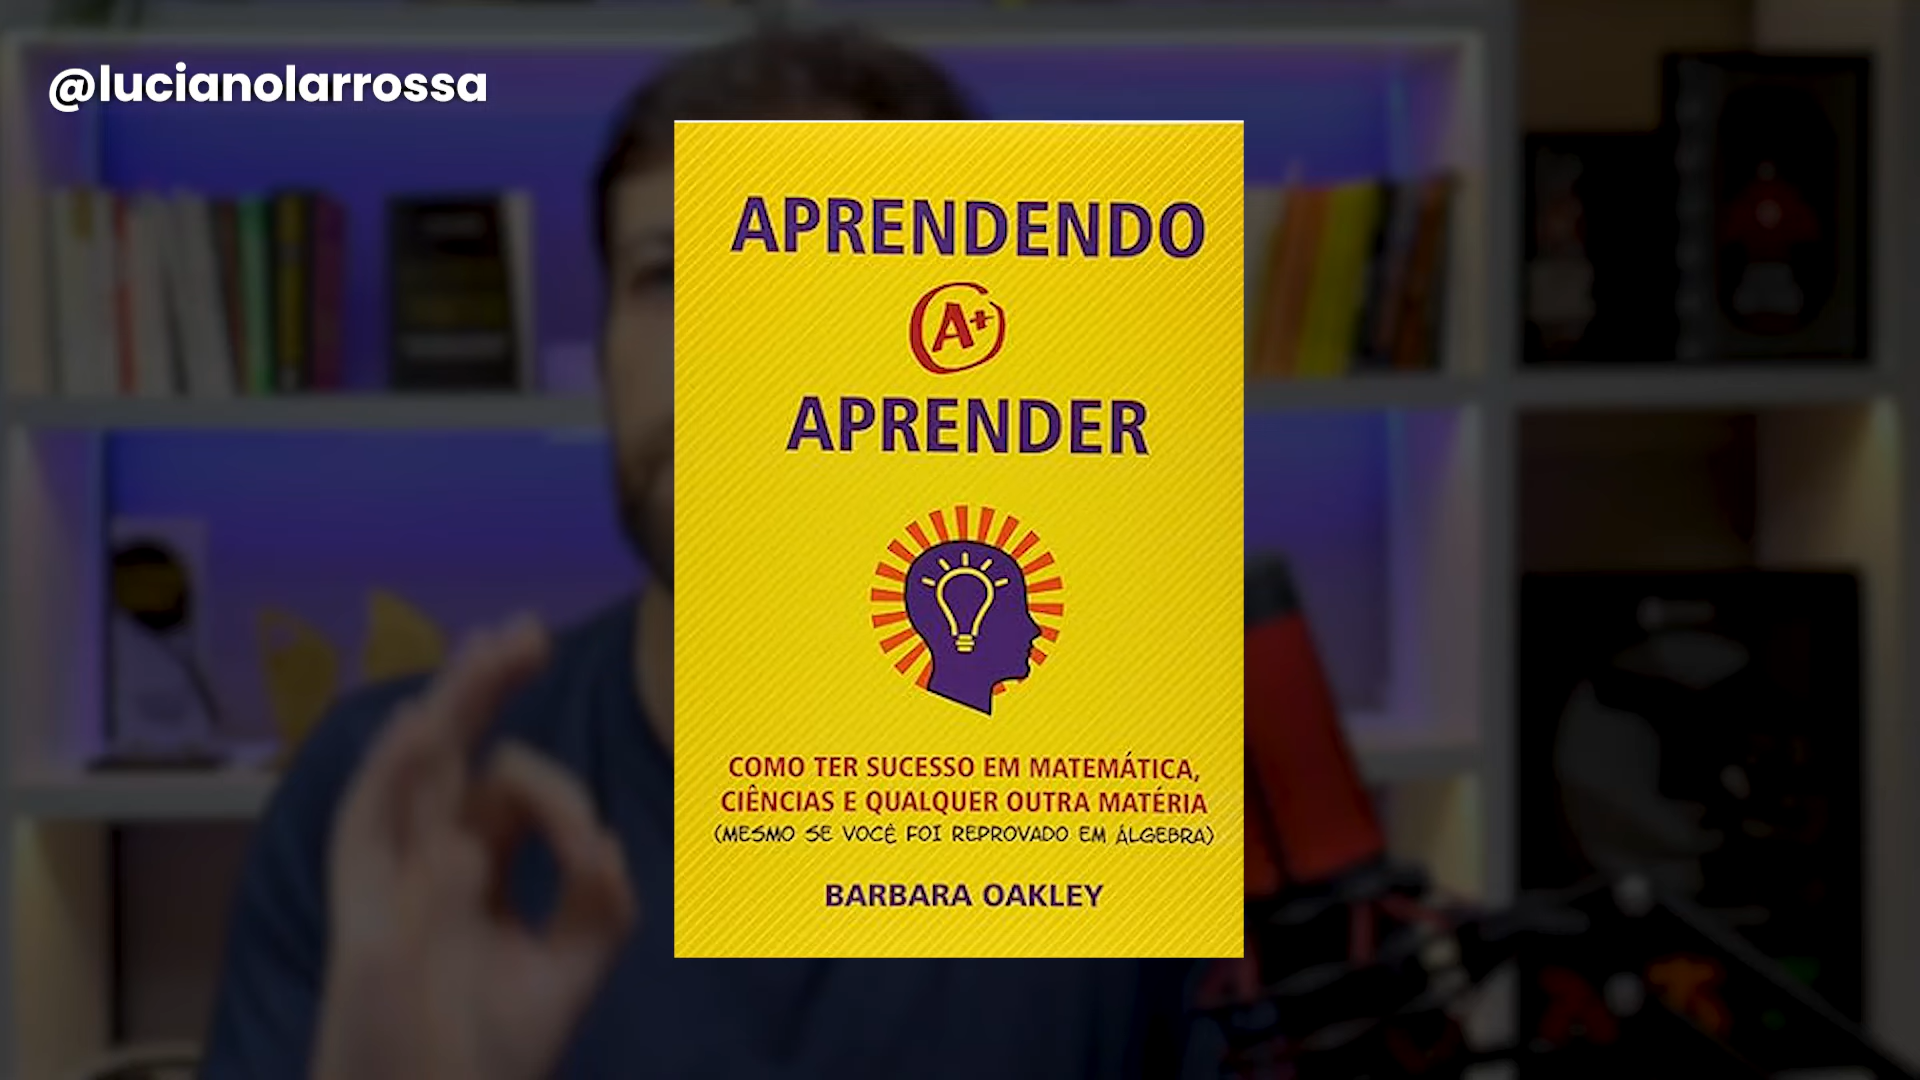 @lucianolarrossa
APRENDENDO
A+
APRENDER
COMO TER SUCESSO EM MATEMÁTICA,
CIÊNCIAS E QUALQUER OUTRA MATÉRIA
(MESMO SE VOCÊ FOI REPROVADO EM ÁLGEBRA)
BARBARA OAKLEY